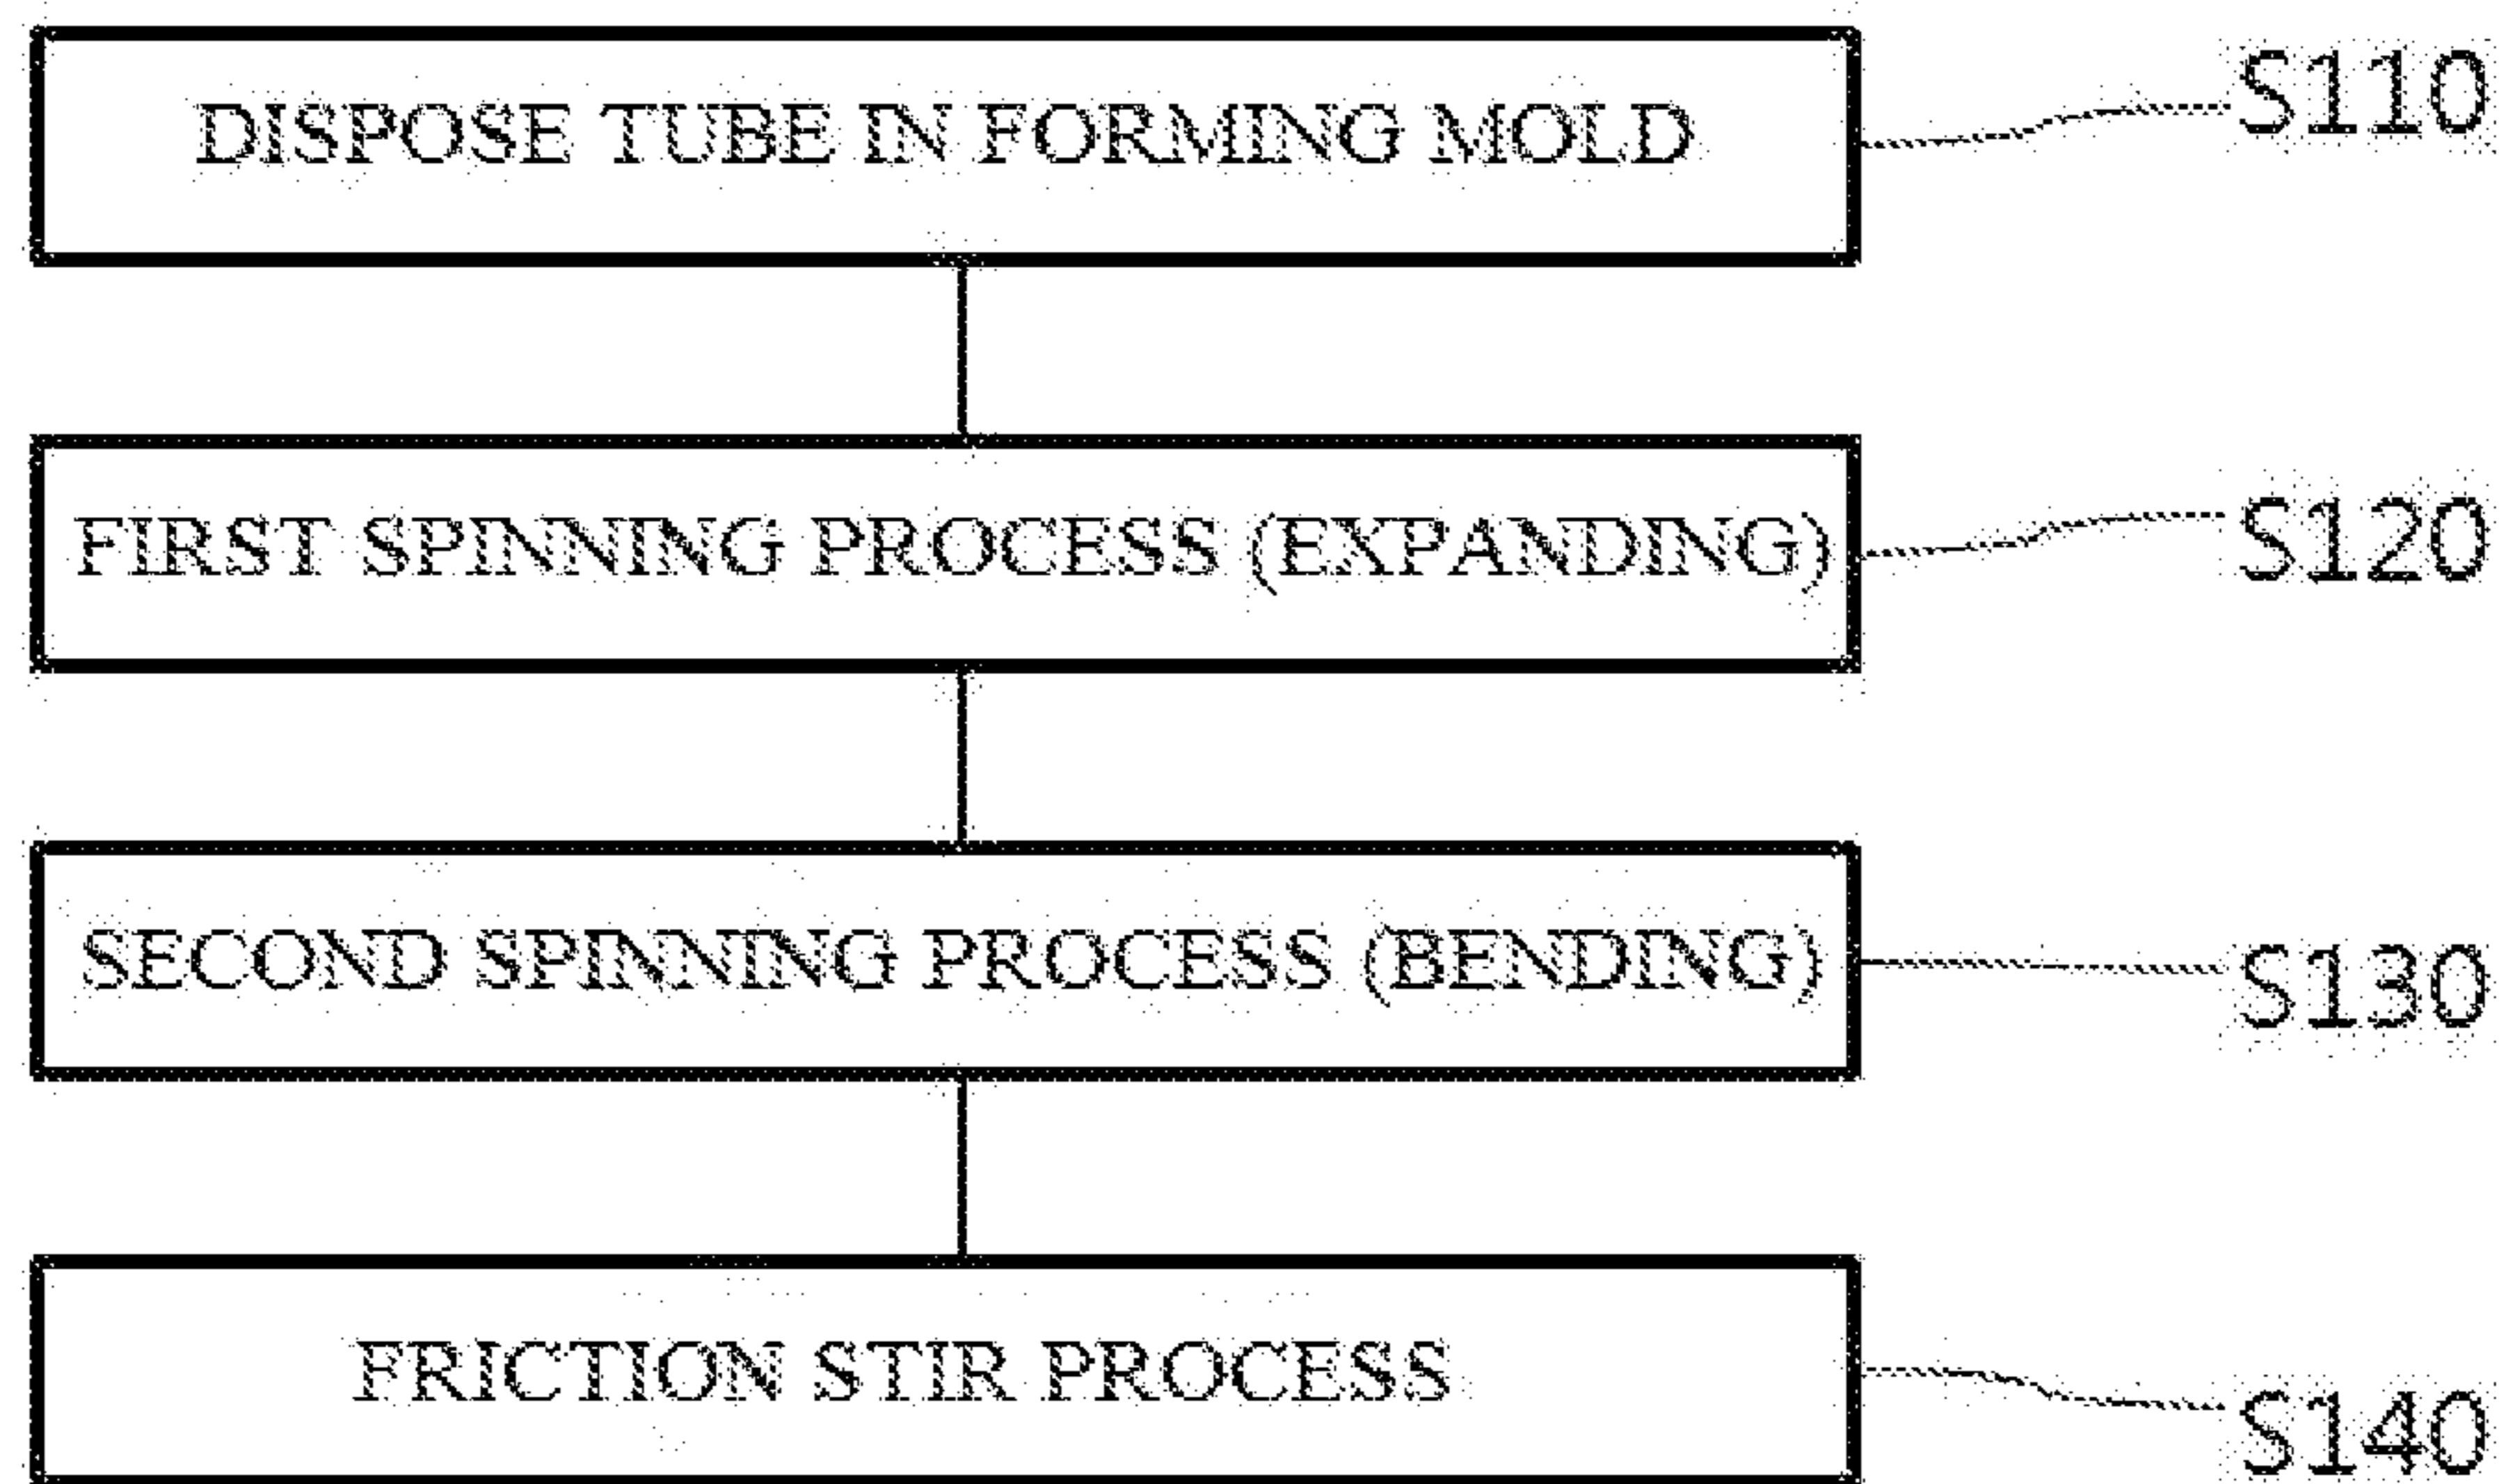 DISPOSE TUBE IN FORMING MOLD S110
FIRST SPINNING PROCESS (EXPANDING) S120
SECOND SPINNING PROCESS (BENDING) S130
FRICTION STIR PROCESS S140